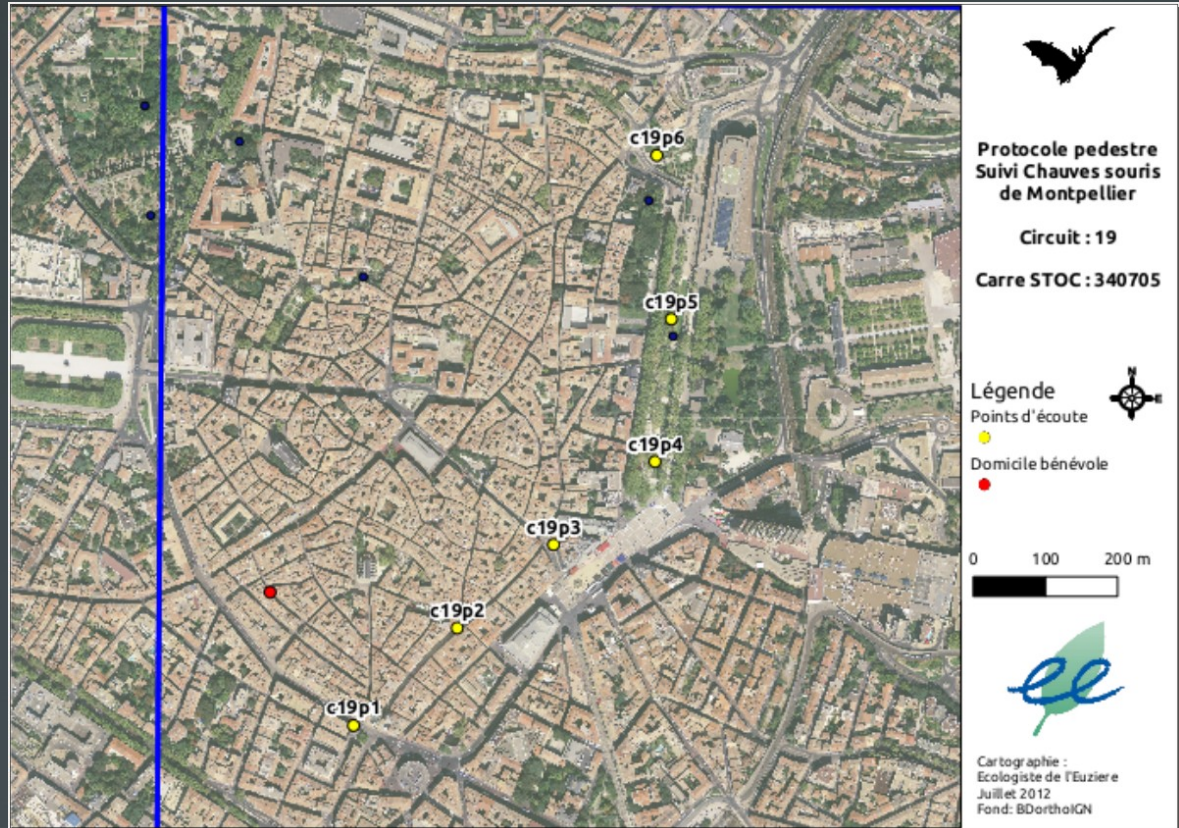 c19p6
c19p5
c19p4
c19p3
c19p2
c19p1
Protocole pedestre
Suivi Chauves souris
de Montpellier
Circuit : 19
Carre STOC : 340705
N
E
Légende
Points d'écoute
Domicile bénévole
0 100 200 m
ee
Cartographie :
Ecologiste de l'Euziere
Juillet 2012
Fond: BDorthoIGN